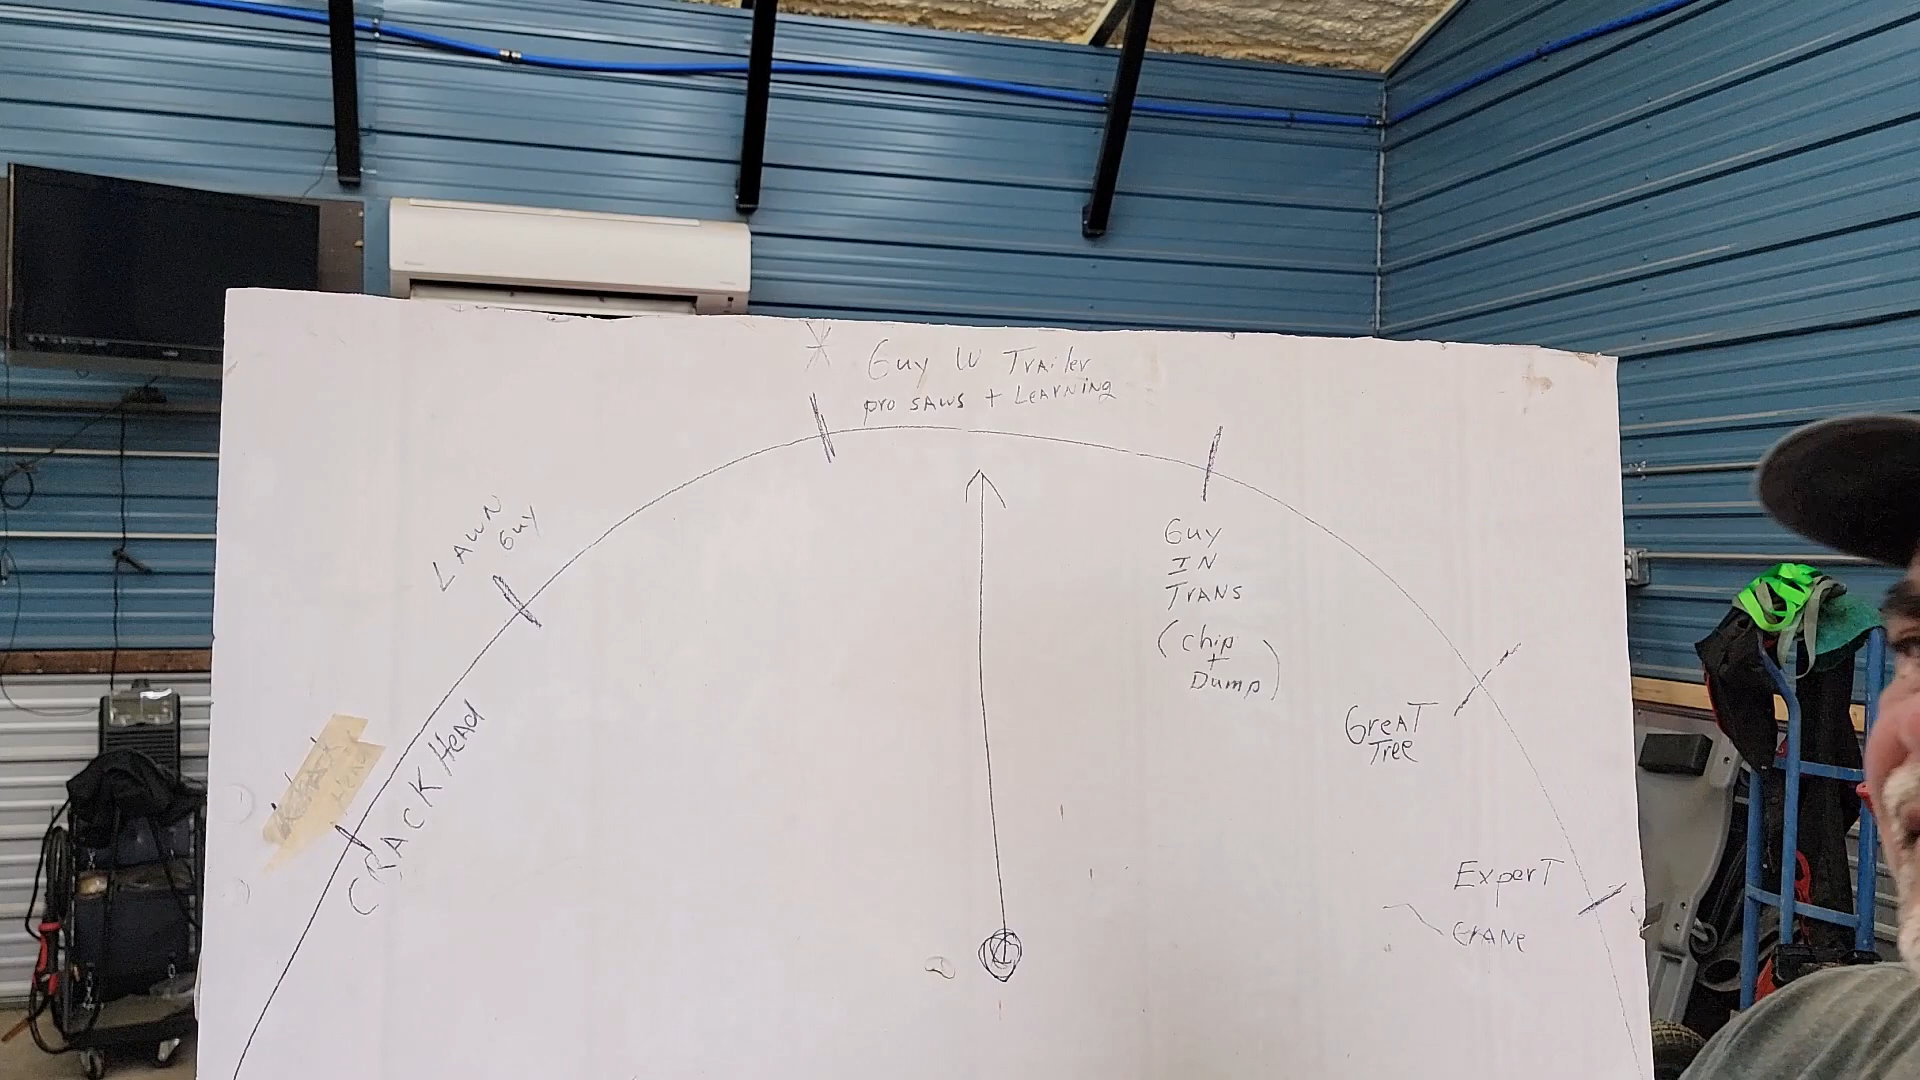 Guy W Trailer
pro saws + Learning
LAWN
Guy
Guy
IN
Trans
(Chip
+
Dump)
CRACK Head
Great
Tree
Expert
Crane